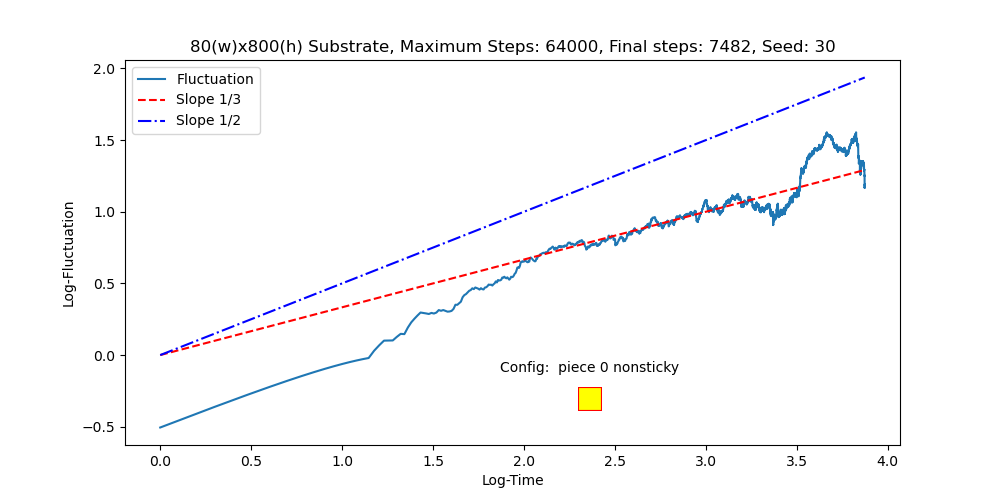 80(w)x800(h) Substrate, Maximum Steps: 64000, Final steps: 7482, Seed: 30
2.0
1.5
1.0
0.5
0.0
−0.5
Log-Fluctuation
Fluctuation
Slope 1/3
Slope 1/2
Config:  piece 0 nonsticky
0.0 0.5 1.0 1.5 2.0 2.5 3.0 3.5 4.0
Log-Time